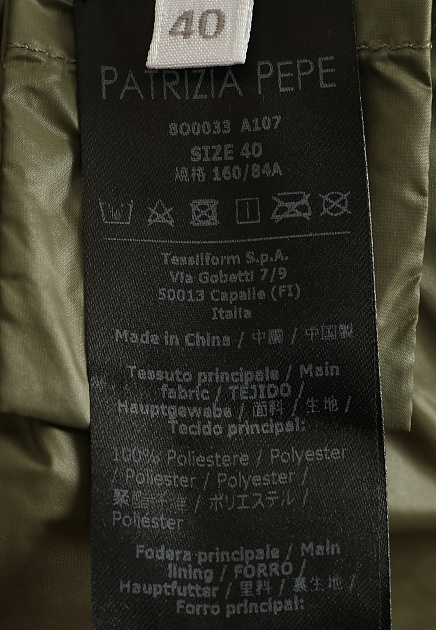 40
PATRIZIA PEPE
8O0033 A107
SIZE 40
規格 160/84A
Tessilform S.p.A.
Via Gobetti 7/9
50013 Capalle (FI)
Italia
Made in China / 中國 / 中国製
Tessuto principale / Main
fabric / TEJIDO /
Hauptgewebe / 面料 / 生地 /
Tecido principal:
100% Poliestere / Polyester
/ Poliester / Polyester /
/ ポリエステル /
Poliéster
Fodera principale / Main
lining / FORRO /
Hauptfutter / 里料 / 裏生地 /
Forro principal: